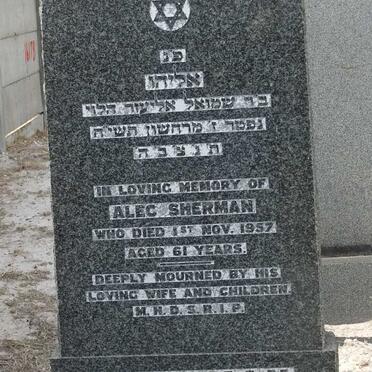 פ נ
אליהו
ב״ר שמואל אליעזר הלוי
נפטר ז מרחשון תשי״ח
ת נ צ ב ה
IN LOVING MEMORY OF
ALEC SHERMAN
WHO DIED 1ST NOV. 1957
AGED 61 YEARS.
DEEPLY MOURNED BY HIS
LOVING WIFE AND CHILDREN.
M.H.D.S.R.I.P.